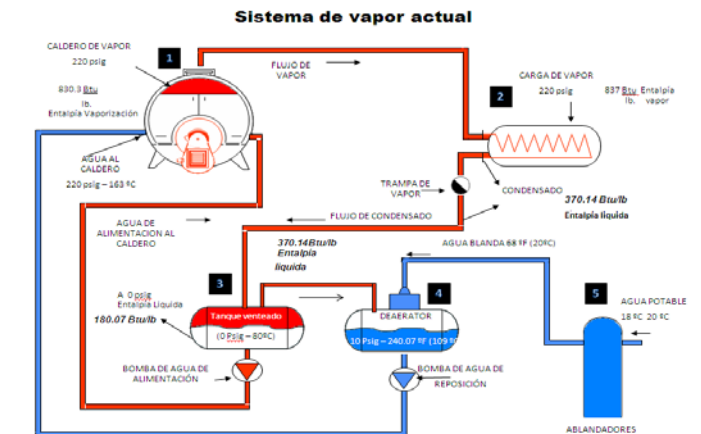 Sistema de vapor actual
CALDERO DE VAPOR
220 psig
1
830.3 Btu
lb.
Entalpía Vaporización
FLUJO DE
VAPOR
CARGA DE VAPOR
220 psig
2
837 Btu Entalpía
lb. vapor
AGUA AL
CALDERO
220 psig – 163 ºC
TRAMPA DE
VAPOR
CONDENSADO
370.14 Btu/lb
Entalpía líquida
AGUA DE
ALIMENTACION AL
CALDERO
FLUJO DE CONDENSADO
370.14Btu/lb
Entalpía
líquida
AGUA BLANDA 68 ºF (20ºC)
A 0 psig
Entalpía Líquida
180.07 Btu/lb
3
Tanque venteado
(0 Psig – 80ºC)
4
DEAERATOR
10 Psig – 240.07 ºF (109 ºC
5
AGUA POTABLE
18 ºC 20 ºC
BOMBA DE AGUA DE
ALIMENTACIÓN
BOMBA DE AGUA DE
REPOSICIÓN
ABLANDADORES